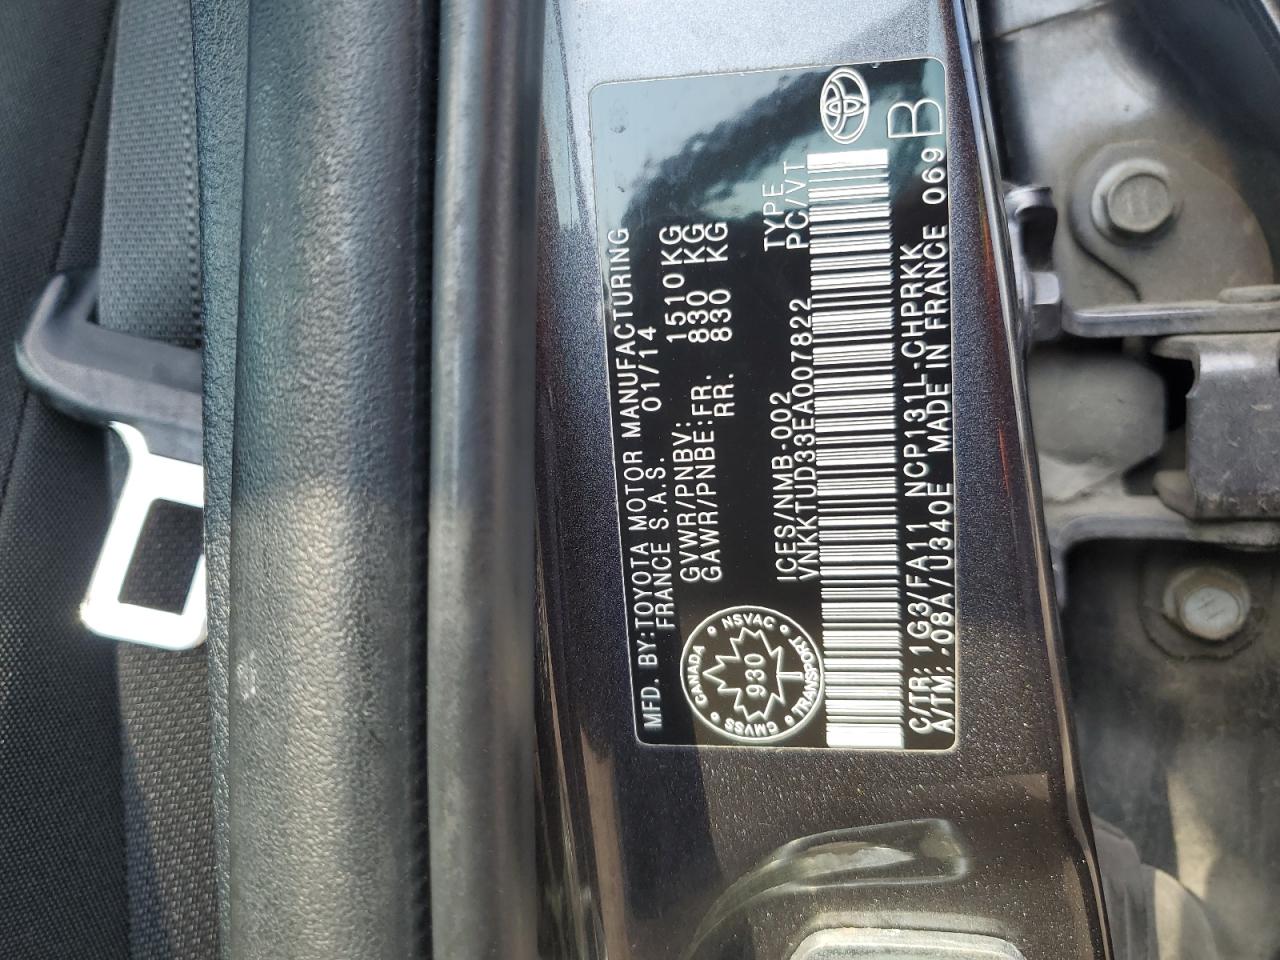 MFD. BY:TOYOTA MOTOR MANUFACTURING
FRANCE S.A.S. 01/14
GVWR/PNBV: 1510KG
GAWR/PNBE:FR. 830 KG
RR. 830 KG
CANADA • NSVAC • TRANSPORT • CMVSS •
930
TYPE
ICES/NMB-002 PC/VT
VNKKTUD33EA007822
C/TR: 1G3/FA11 NCP131L-CHPRKK
A/TM: -08A/U340E MADE IN FRANCE 069
B